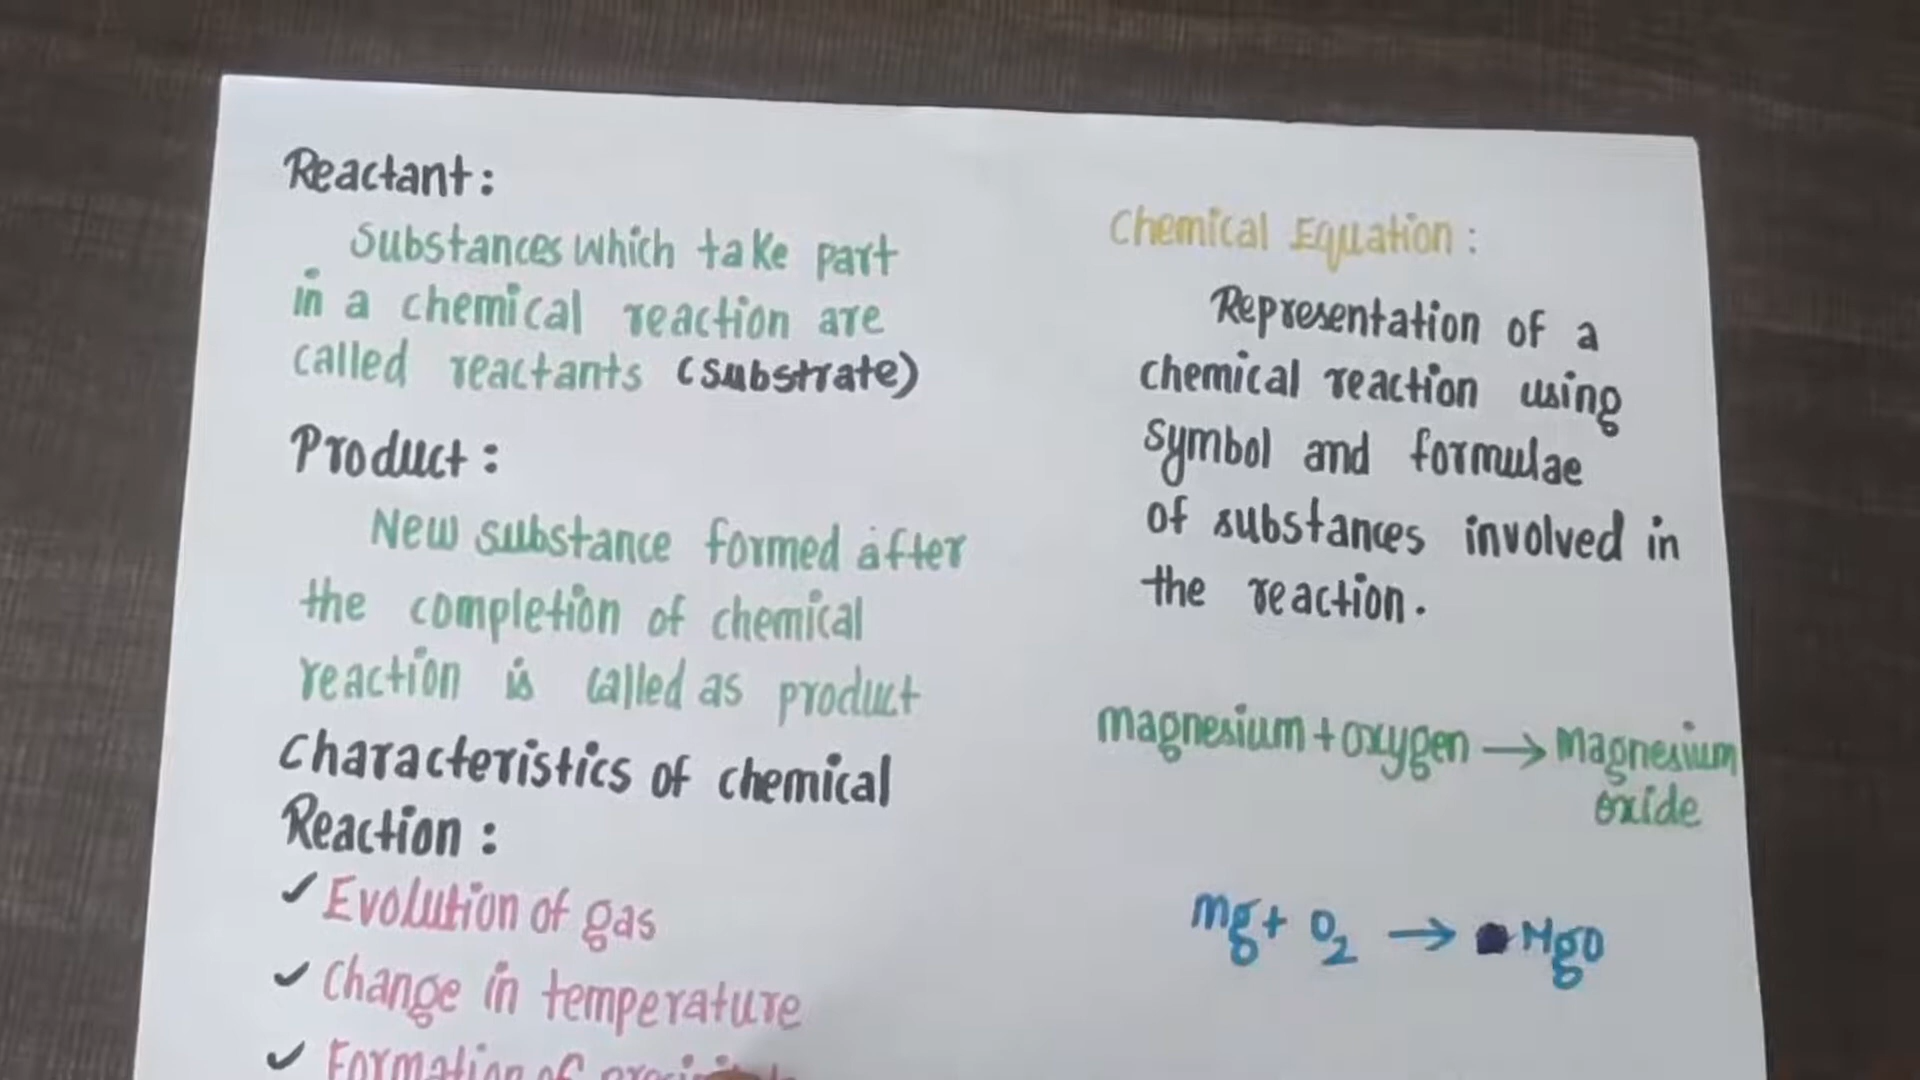 Reactant:
Substances which take part
in a chemical reaction are
called reactants (substrate)
Product:
New substance formed after
the completion of chemical
reaction is called as product
Characteristics of chemical
Reaction:
✓ Evolution of gas
✓ Change in temperature
✓ Formation of
Chemical Equation:
Representation of a
chemical reaction using
symbol and formulae
of substances involved in
the reaction.
magnesium + oxygen → Magnesium
oxide
Mg + O₂ → MgO